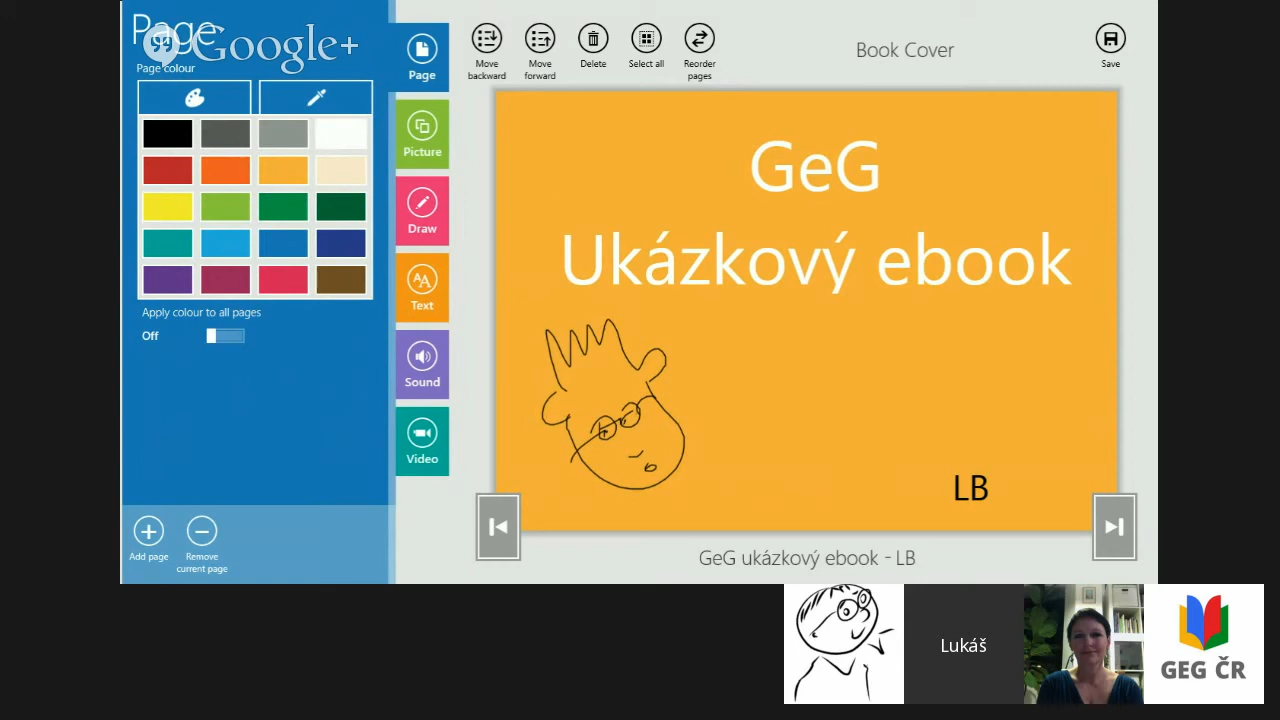 Page
Google+
Page colour
Apply colour to all pages
Off
Add page
Remove
current page
Page
Picture
Draw
Text
Sound
Video
Move
backward
Move
forward
Delete
Select all
Reorder
pages
Book Cover
Save
GeG
Ukázkový ebook
LB
GeG ukázkový ebook - LB
Lukáš
GEG ČR